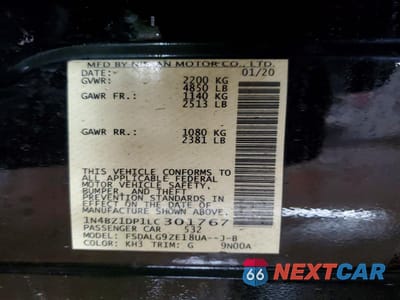 MFD BY NISSAN MOTOR CO., LTD.
DATE: 01/20
GVWR: 2200 KG
4850 LB
GAWR FR.: 1140 KG
2513 LB
GAWR RR.: 1080 KG
2381 LB
THIS VEHICLE CONFORMS TO ALL
APPLICABLE FEDERAL
MOTOR VEHICLE SAFETY,
BUMPER, AND THEFT
PREVENTION STANDARDS IN
EFFECT ON THE DATE OF
MANUFACTURE SHOWN ABOVE.
1N4BZ1DP1LC301767
PASSENGER CAR 532
MODEL: FSDALG9ZE18UA--J-B
COLOR: KH3 TRIM: G 9N00A
66 NEXTCAR